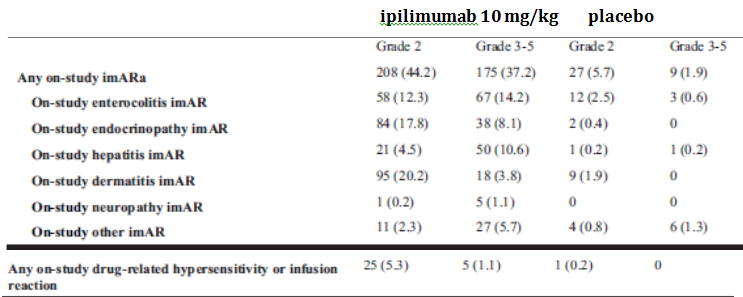 ipilimumab 10 mg/kg placebo
Grade 2 Grade 3-5 Grade 2 Grade 3-5
Any on-study imARa 208 (44.2) 175 (37.2) 27 (5.7) 9 (1.9)
On-study enterocolitis imAR 58 (12.3) 67 (14.2) 12 (2.5) 3 (0.6)
On-study endocrinopathy imAR 84 (17.8) 38 (8.1) 2 (0.4) 0
On-study hepatitis imAR 21 (4.5) 50 (10.6) 1 (0.2) 1 (0.2)
On-study dermatitis imAR 95 (20.2) 18 (3.8) 9 (1.9) 0
On-study neuropathy imAR 1 (0.2) 5 (1.1) 0 0
On-study other imAR 11 (2.3) 27 (5.7) 4 (0.8) 6 (1.3)
Any on-study drug-related hypersensitivity or infusion 25 (5.3) 5 (1.1) 1 (0.2) 0
reaction